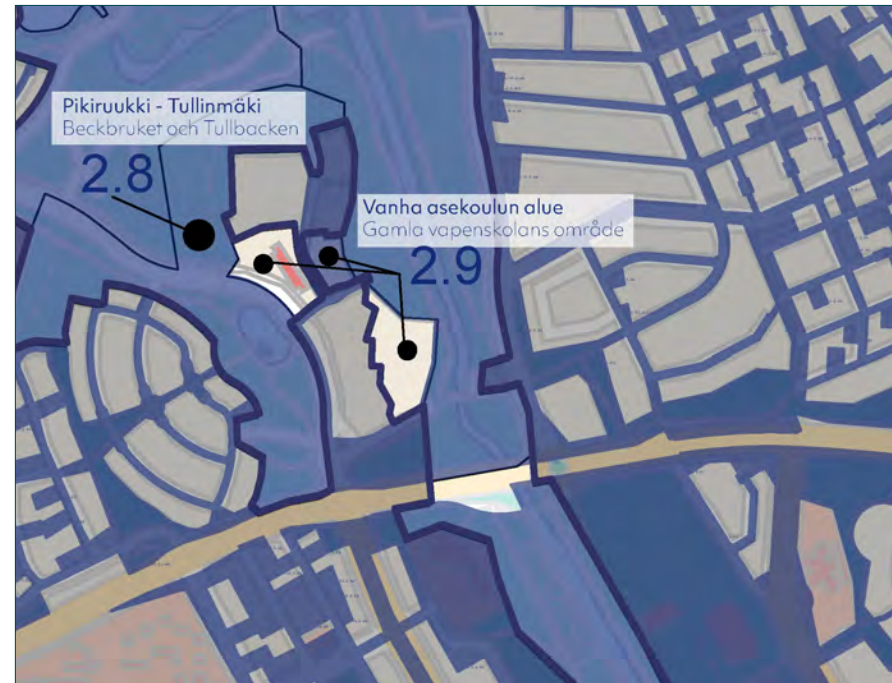 Pikiruukki - Tullinmäki
Beckbruket och Tullbacken
2.8
Vanha asekoulun alue
Gamla vapenskolans område
2.9